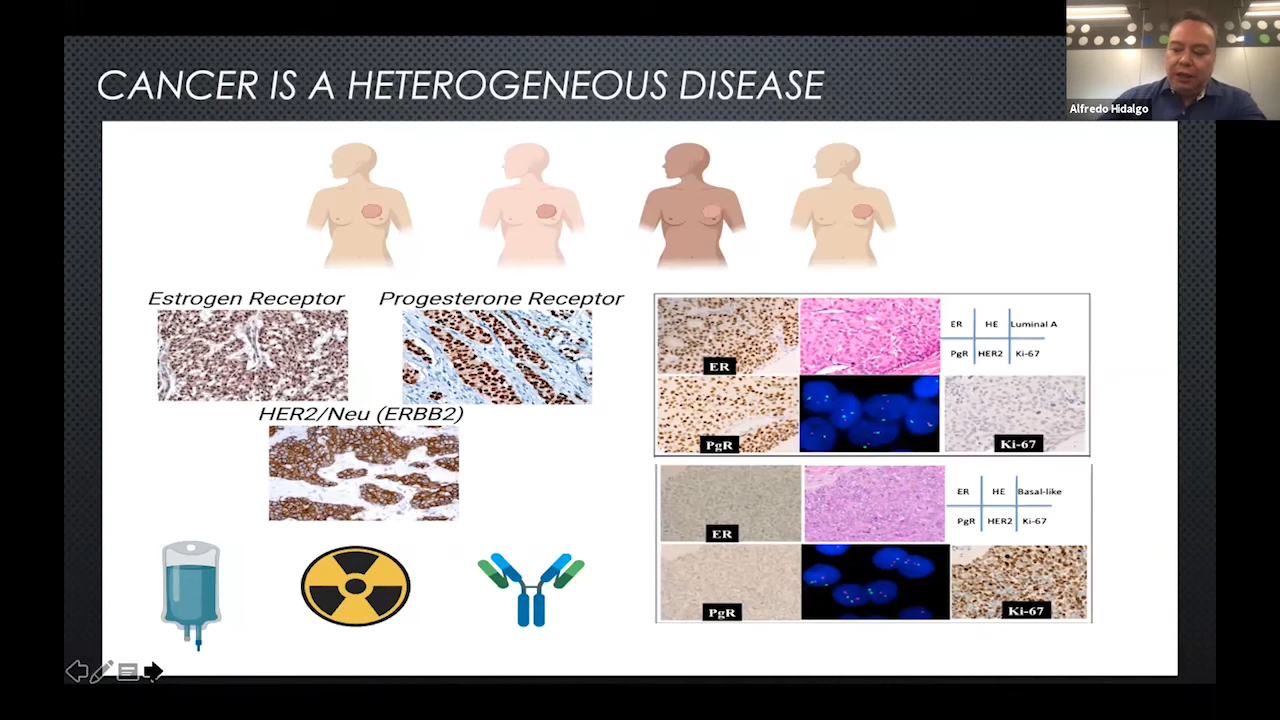 CANCER IS A HETEROGENEOUS DISEASE
Alfredo Hidalgo
Estrogen Receptor
Progesterone Receptor
HER2/Neu (ERBB2)
ER
PgR
Ki-67
ER HE Luminal A
PgR HER2 Ki-67
ER
PgR
Ki-67
ER HE Basal-like
PgR HER2 Ki-67